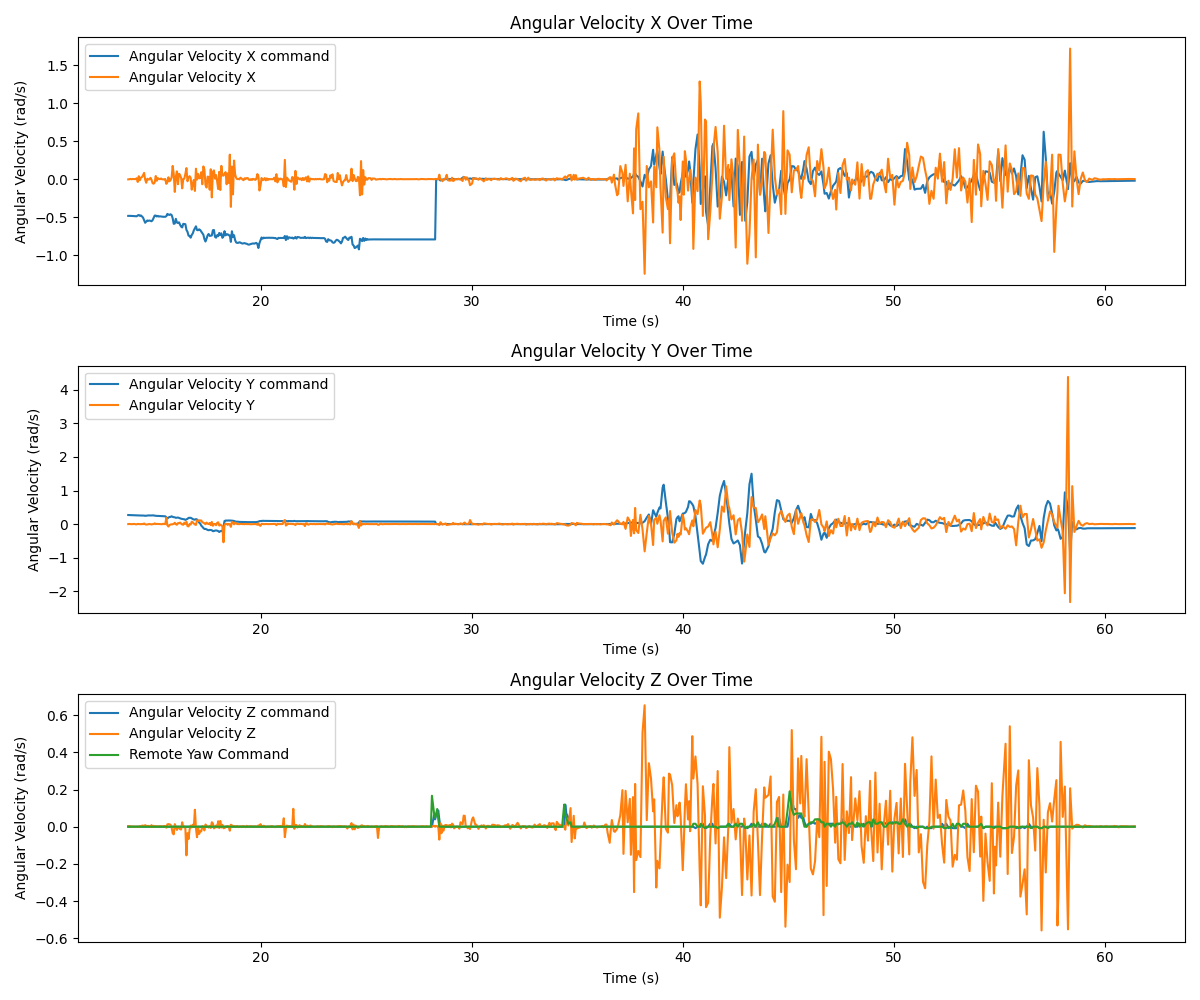 Angular Velocity X Over Time
Angular Velocity X command
Angular Velocity X
Angular Velocity (rad/s)
1.5
1.0
0.5
0.0
−0.5
−1.0
20 30 40 50 60
Time (s)
Angular Velocity Y Over Time
Angular Velocity Y command
Angular Velocity Y
Angular Velocity (rad/s)
4
3
2
1
0
−1
−2
20 30 40 50 60
Time (s)
Angular Velocity Z Over Time
Angular Velocity Z command
Angular Velocity Z
Remote Yaw Command
Angular Velocity (rad/s)
0.6
0.4
0.2
0.0
−0.2
−0.4
−0.6
20 30 40 50 60
Time (s)